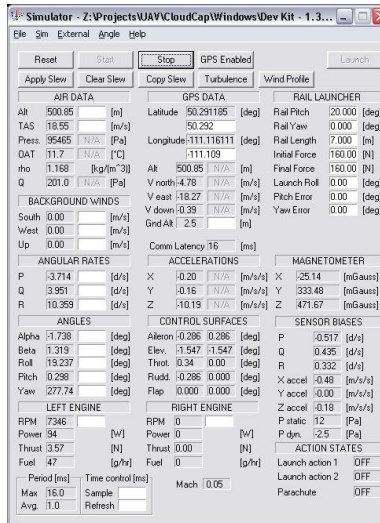 Simulator - Z:\Projects\UAV\CloudCap\Windows\Dev Kit - 1.3...
File Sim External Angle Help
Reset Start Stop GPS Enabled Launch
Apply Slew Clear Slew Copy Slew Turbulence Wind Profile
AIR DATA GPS DATA RAIL LAUNCHER
Alt 500.85 [m] Latitude 50.291185 [deg] Rail Pitch 20.000 [deg
TAS 18.55 [m/s] 50.292 Rail Yaw 0.000 [deg
Press. 95465 N/A [Pa] Longitude -111.116111 [deg] Rail Length 7.000 [m]
OAT 11.7 N/A [°C] -111.109 Initial Force 160.00 [N]
rho 1.168 [kg/(m^3)] Alt 500.85 N/A [m] Final Force 160.00 [N]
Q 201.0 N/A [Pa] V north -4.78 N/A [m/s] Launch Roll 0.00 [deg
BACKGROUND WINDS V east -18.27 N/A [m/s] Pitch Error 0.00 [deg
South 0.00 [m/s] V down -0.39 N/A [m/s] Yaw Error 0.00 [deg
West 0.00 [m/s] Gnd Alt 2.5 [m]
Up 0.00 [m/s] Comm Latency 16 [ms]
ANGULAR RATES ACCELERATIONS MAGNETOMETER
P -3.714 [d/s] X -0.20 N/A [m/s/s] X -25.14 [mGauss]
Q 3.951 [d/s] Y -0.16 N/A [m/s/s] Y 333.48 [mGauss]
R 10.359 [d/s] Z -10.19 N/A [m/s/s] Z 471.67 [mGauss]
ANGLES CONTROL SURFACES SENSOR BIASES
Alpha -1.738 [deg] Aileron -0.286 0.286 [deg] P -0.517 [d/s]
Beta 1.319 [deg] Elev. -1.547 -1.547 [deg] Q 0.435 [d/s]
Roll 19.237 [deg] Throt. 0.34 0.00 [deg] R 0.332 [d/s]
Pitch 0.298 [deg] Rudd. -0.286 0.000 [deg] X accel -0.48 [m/s/s]
Yaw 277.74 [deg] Flap 0.000 0.000 [deg] Y accel -0.00 [m/s/s]
LEFT ENGINE RIGHT ENGINE Z accel -0.18 [m/s/s]
RPM 7346 RPM 0 P static 12 [Pa]
Power 94 [W] Power 0 [W] P dyn. -2.5 [Pa]
Thrust 3.57 [N] Thrust 0.00 [N] ACTION STATES
Fuel 47 [g/hr] Fuel 0 [g/hr] Launch action 1 OFF
Period [ms] Time control [ms] Mach 0.05 Launch action 2 OFF
Max 16.0 Sample Parachute OFF
Avg. 1.0 Refresh